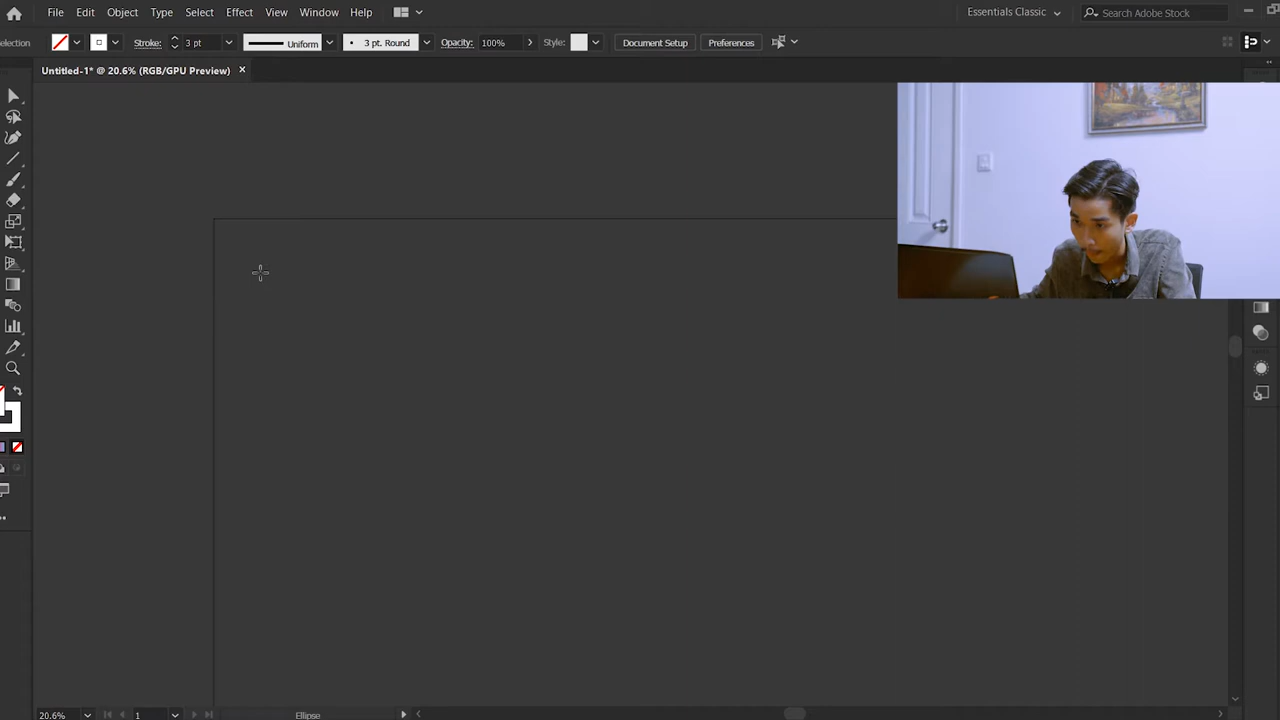 File Edit Object Type Select Effect View Window Help
Essentials Classic
Search Adobe Stock
election
Stroke:
3 pt
Uniform
3 pt. Round
Opacity:
100%
Style:
Document Setup
Preferences
Untitled-1* @ 20.6% (RGB/GPU Preview)
20.6%
1
Ellipse